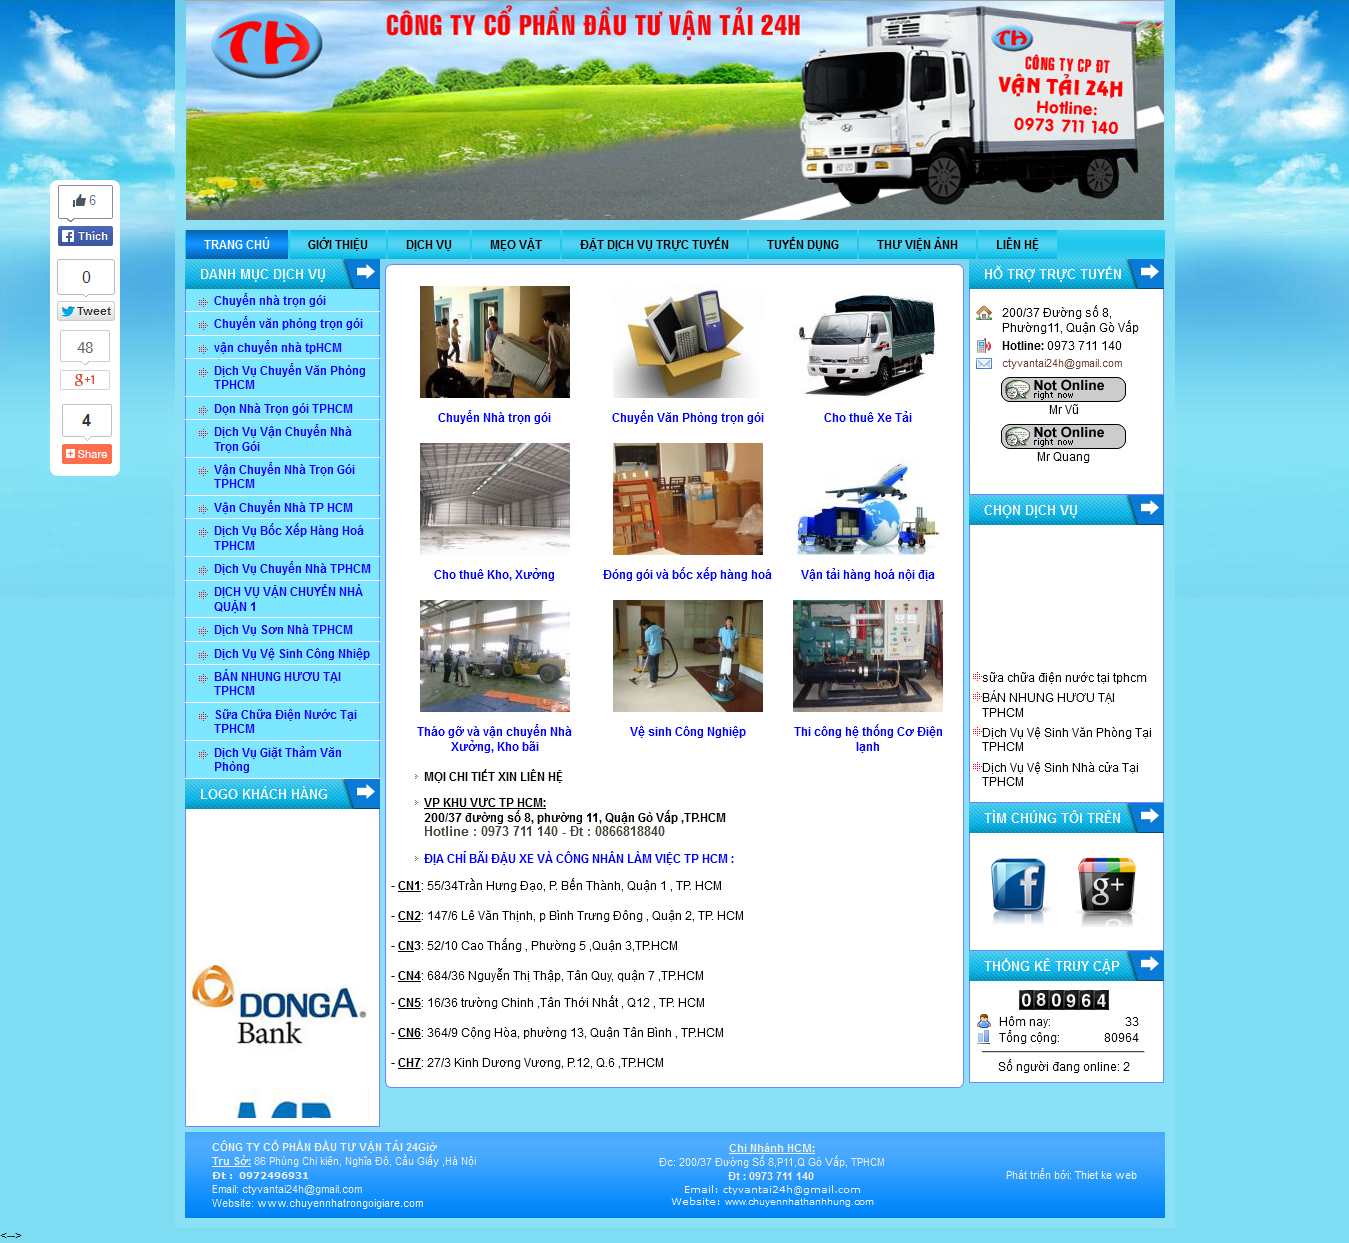 TH
CÔNG TY CỔ PHẦN ĐẦU TƯ VẬN TẢI 24H
TH
CÔNG TY CP ĐT
VẬN TẢI 24H
Hotline:
0973 711 140
6
Thích
0
Tweet
48
g+1
4
Share
TRANG CHỦ
GIỚI THIỆU
DỊCH VỤ
MẸO VẶT
ĐẶT DỊCH VỤ TRỰC TUYẾN
TUYỂN DỤNG
THƯ VIỆN ẢNH
LIÊN HỆ
DANH MỤC DỊCH VỤ
Chuyển nhà trọn gói
Chuyển văn phòng trọn gói
vận chuyển nhà tpHCM
Dịch Vụ Chuyển Văn Phòng
TPHCM
Dọn Nhà Trọn gói TPHCM
Dịch Vụ Vận Chuyển Nhà
Trọn Gói
Vận Chuyển Nhà Trọn Gói
TPHCM
Vận Chuyển Nhà TP HCM
Dịch Vụ Bốc Xếp Hàng Hoá
TPHCM
Dịch Vụ Chuyển Nhà TPHCM
DỊCH VỤ VẬN CHUYỂN NHÀ
QUẬN 1
Dịch Vụ Sơn Nhà TPHCM
Dịch Vụ Vệ Sinh Công Nhiệp
BÁN NHUNG HƯƠU TẠI
TPHCM
Sữa Chữa Điện Nước Tại
TPHCM
Dịch Vụ Giặt Thảm Văn
Phòng
LOGO KHÁCH HÀNG
DONGA
Bank
Chuyển Nhà trọn gói
Chuyển Văn Phòng trọn gói
Cho thuê Xe Tải
Cho thuê Kho, Xưởng
Đóng gói và bốc xếp hàng hoá
Vận tải hàng hoá nội địa
Tháo gỡ và vận chuyển Nhà
Xưởng, Kho bãi
Vệ sinh Công Nghiệp
Thi công hệ thống Cơ Điện
lạnh
MỌI CHI TIẾT XIN LIÊN HỆ
VP KHU VỰC TP HCM:
200/37 đường số 8, phường 11, Quận Gò Vấp ,TP.HCM
Hotline : 0973 711 140 - Đt : 0866818840
ĐỊA CHỈ BÃI ĐẬU XE VÀ CÔNG NHÂN LÀM VIỆC TP HCM :
- CN1: 55/34Trần Hưng Đạo, P. Bến Thành, Quận 1 , TP. HCM
- CN2: 147/6 Lê Văn Thịnh, p Bình Trưng Đông , Quận 2, TP. HCM
- CN3: 52/10 Cao Thắng , Phường 5 ,Quận 3,TP.HCM
- CN4: 684/36 Nguyễn Thị Thập, Tân Quy, quận 7 ,TP.HCM
- CN5: 16/36 trường Chinh ,Tân Thới Nhất , Q12 , TP. HCM
- CN6: 364/9 Cộng Hòa, phường 13, Quận Tân Bình , TP.HCM
- CH7: 27/3 Kinh Dương Vương, P.12, Q.6 ,TP.HCM
HỖ TRỢ TRỰC TUYẾN
200/37 Đường số 8,
Phường11, Quận Gò Vấp
Hotline: 0973 711 140
ctyvantai24h@gmail.com
Not Online
right now
Mr Vũ
Not Online
right now
Mr Quang
CHỌN DỊCH VỤ
sữa chữa điện nước tại tphcm
BÁN NHUNG HƯƠU TẠI
TPHCM
Dịch Vụ Vệ Sinh Văn Phòng Tại
TPHCM
Dịch Vụ Vệ Sinh Nhà cửa Tại
TPHCM
TÌM CHÚNG TÔI TRÊN
f
g+
THỐNG KÊ TRUY CẬP
080964
Hôm nay: 33
Tổng cộng: 80964
Số người đang online: 2
CÔNG TY CỔ PHẦN ĐẦU TƯ VẬN TẢI 24Giờ
Trụ Sở: 86 Phùng Chí kiên, Nghĩa Đô, Cầu Giấy ,Hà Nội
Đt : 0972496931
Email: ctyvantai24h@gmail.com
Website: www.chuyennhatrongoigiare.com
Chi Nhánh HCM:
Đc: 200/37 Đường Số 8,P11,Q Gò Vấp, TPHCM
Đt : 0973 711 140
Email: ctyvantai24h@gmail.com
Website: www.chuyennhathanhhung.com
Phát triển bởi: Thiet ke web
<-->